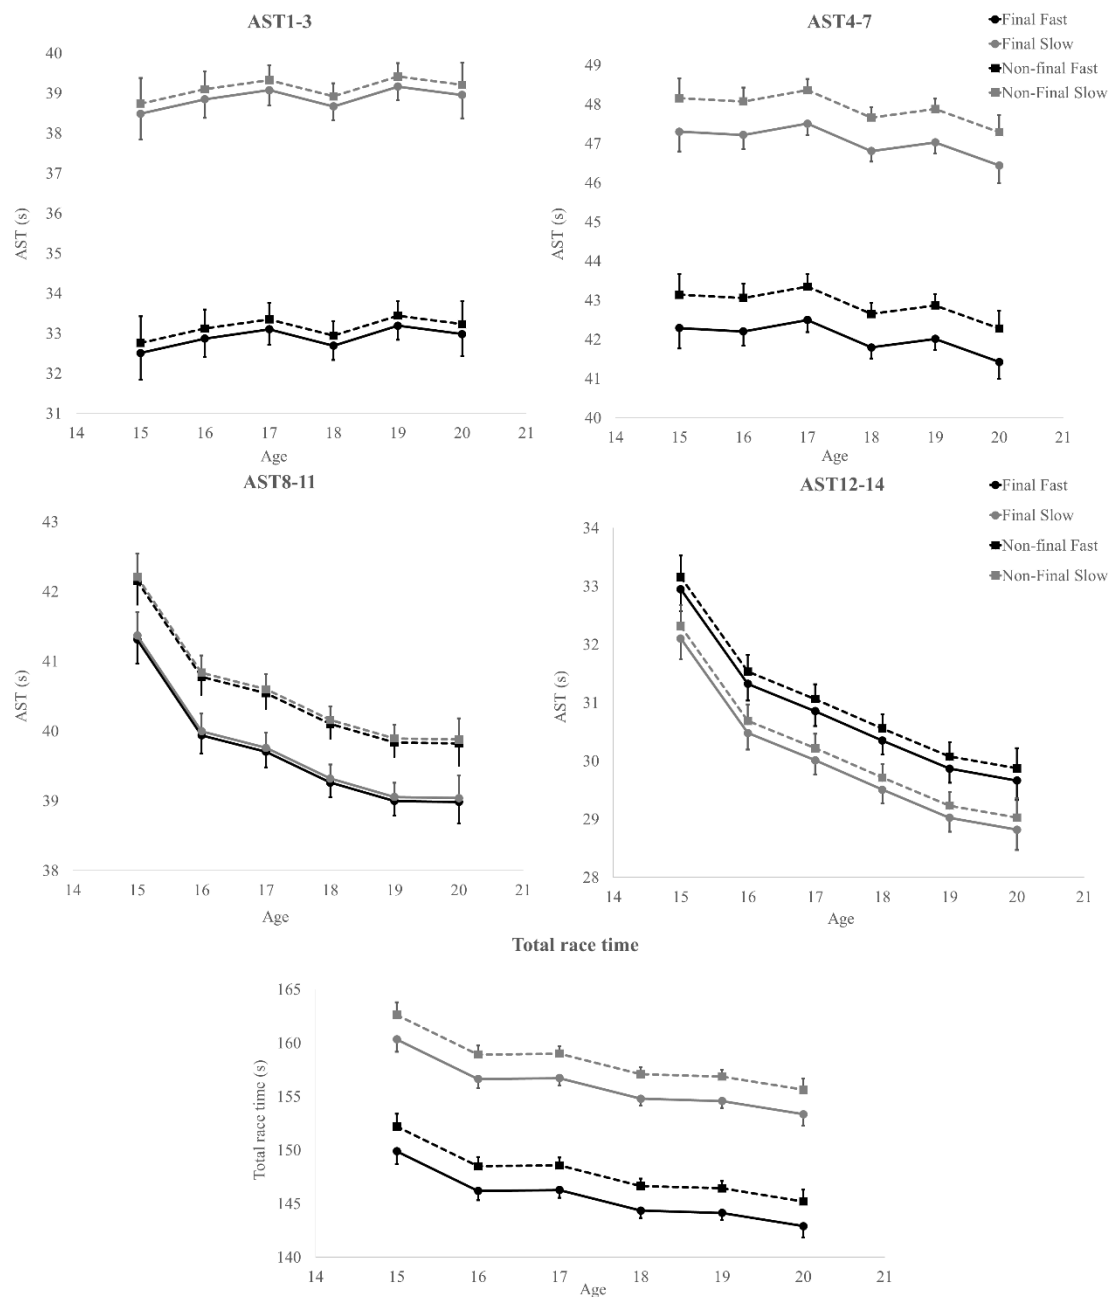 AST1-3
40
39
38
37
36
35
34
33
32
31
AST (s)
14 15 16 17 18 19 20 21
Age
AST4-7
49
48
47
46
45
44
43
42
41
40
AST (s)
14 15 16 17 18 19 20 21
Age
Final Fast
Final Slow
Non-final Fast
Non-Final Slow
AST8-11
43
42
41
40
39
38
AST (s)
14 15 16 17 18 19 20 21
Age
AST12-14
34
33
32
31
30
29
28
AST (s)
14 15 16 17 18 19 20 21
Age
Final Fast
Final Slow
Non-final Fast
Non-Final Slow
Total race time
165
160
155
150
145
140
Total race time (s)
14 15 16 17 18 19 20 21
Age